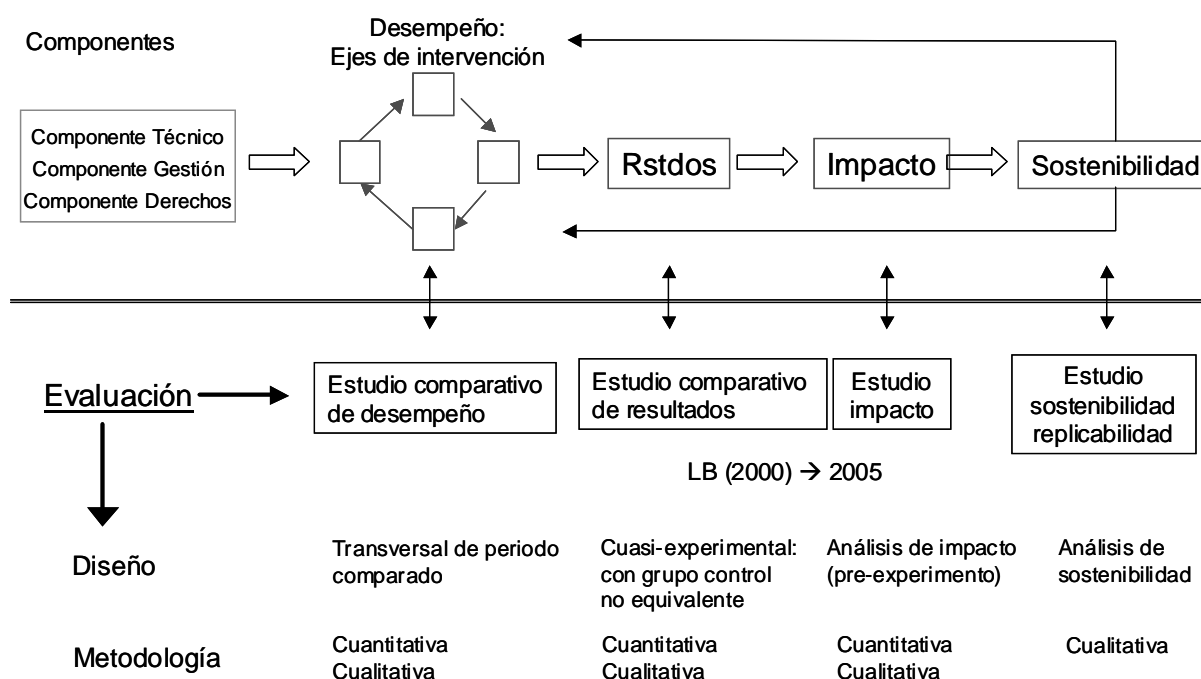 Componentes
Desempeño:
Ejes de intervención
Componente Técnico
Componente Gestión
Componente Derechos
Rstdos
Impacto
Sostenibilidad
Evaluación
Estudio comparativo
de desempeño
Estudio comparativo
de resultados
Estudio
impacto
Estudio
sostenibilidad
replicabilidad
LB (2000) → 2005
Diseño
Transversal de periodo
comparado
Cuasi-experimental:
con grupo control
no equivalente
Análisis de impacto
(pre-experimento)
Análisis de
sostenibilidad
Metodología
Cuantitativa
Cualitativa
Cuantitativa
Cualitativa
Cuantitativa
Cualitativa
Cualitativa